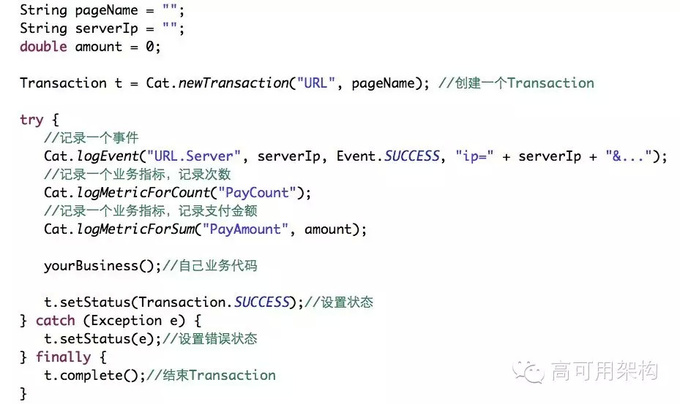 String pageName = "";
String serverIp = "";
double amount = 0;
Transaction t = Cat.newTransaction("URL", pageName); //创建一个Transaction
try {
//记录一个事件
Cat.logEvent("URL.Server", serverIp, Event.SUCCESS, "ip=" + serverIp + "&...");
//记录一个业务指标，记录次数
Cat.logMetricForCount("PayCount");
//记录一个业务指标，记录支付金额
Cat.logMetricForSum("PayAmount", amount);
yourBusiness();//自己业务代码
t.setStatus(Transaction.SUCCESS);//设置状态
} catch (Exception e) {
t.setStatus(e);//设置错误状态
} finally {
t.complete();//结束Transaction
}
高可用架构